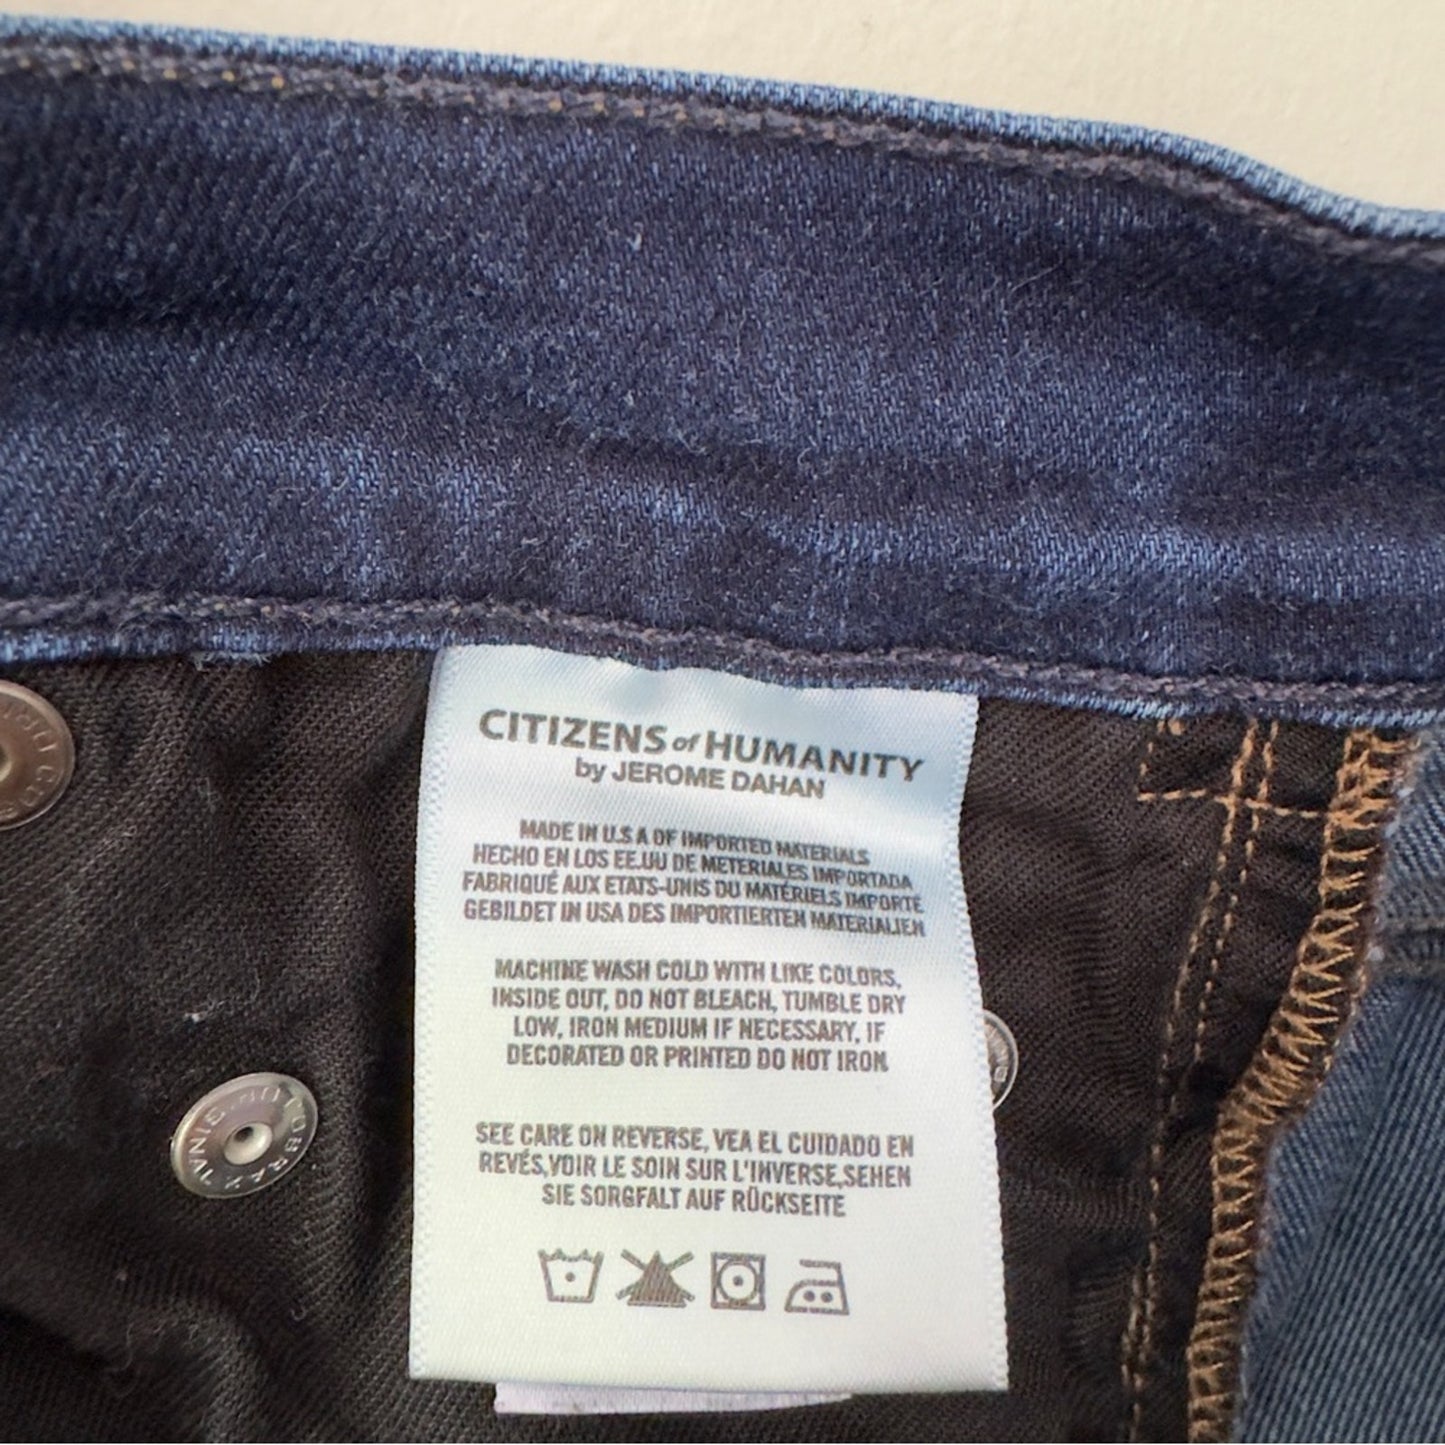 CITIZENS of HUMANITY
by JEROME DAHAN
MADE IN U.S.A OF IMPORTED MATERIALS
HECHO EN LOS EE.UU DE METERIALES IMPORTADA
FABRIQUÉ AUX ETATS-UNIS DU MATÉRIELS IMPORTÉ
GEBILDET IN USA DES IMPORTIERTEN MATERIALIEN
MACHINE WASH COLD WITH LIKE COLORS,
INSIDE OUT, DO NOT BLEACH, TUMBLE DRY
LOW, IRON MEDIUM IF NECESSARY, IF
DECORATED OR PRINTED DO NOT IRON
SEE CARE ON REVERSE, VEA EL CUIDADO EN
REVÉS,VOIR LE SOIN SUR L'INVERSE,SEHEN
SIE SORGFALT AUF RÜCKSEITE